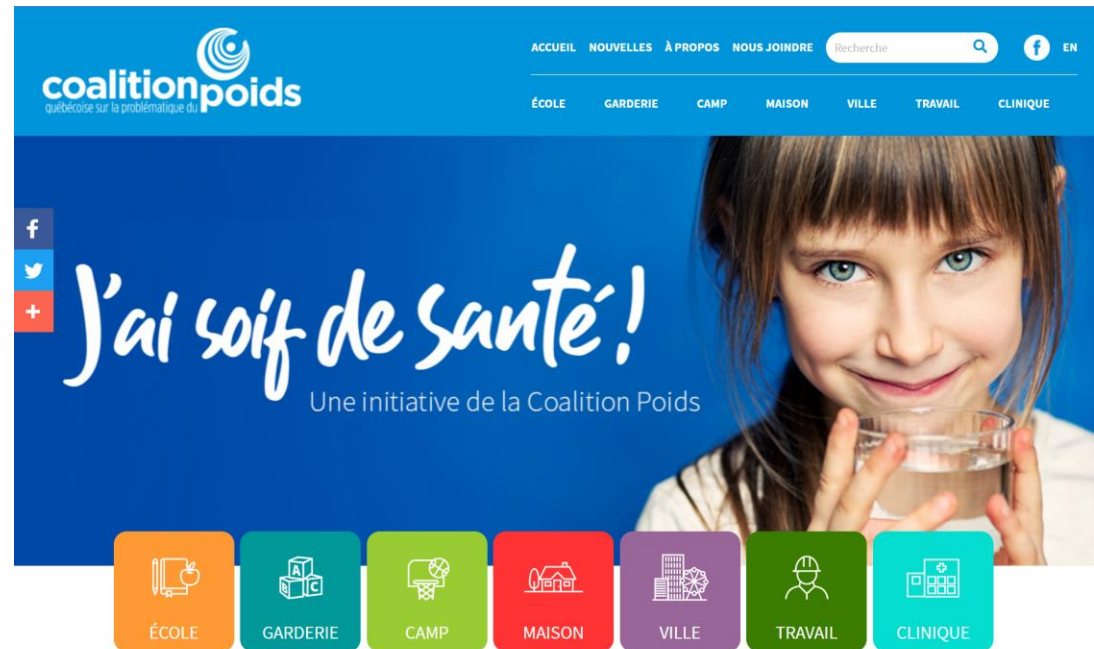 coalitionpoids
québécoise sur la problématique du
ACCUEIL NOUVELLES À PROPOS NOUS JOINDRE Recherche f EN
ÉCOLE GARDERIE CAMP MAISON VILLE TRAVAIL CLINIQUE
f
+
J'ai soif de santé!
Une initiative de la Coalition Poids
A
B C
ÉCOLE GARDERIE CAMP MAISON VILLE TRAVAIL CLINIQUE